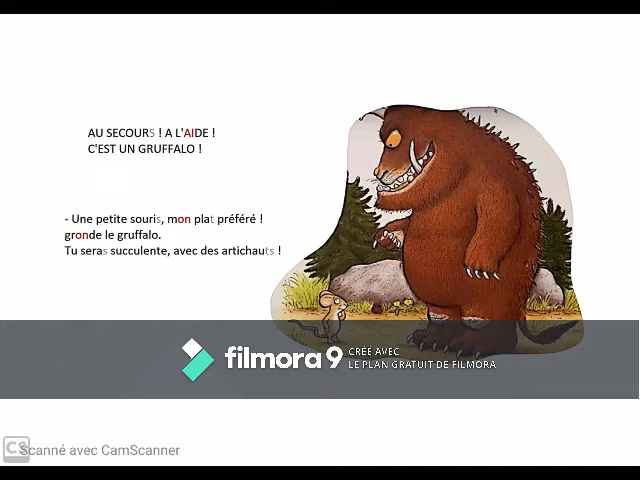 AU SECOURS ! A L'AIDE !
C'EST UN GRUFFALO !
- Une petite souris, mon plat préféré !
gronde le gruffalo.
Tu seras succulente, avec des artichauts !
filmora 9
CRÉÉ AVEC
LE PLAN GRATUIT DE FILMORA
CS Scanné avec CamScanner